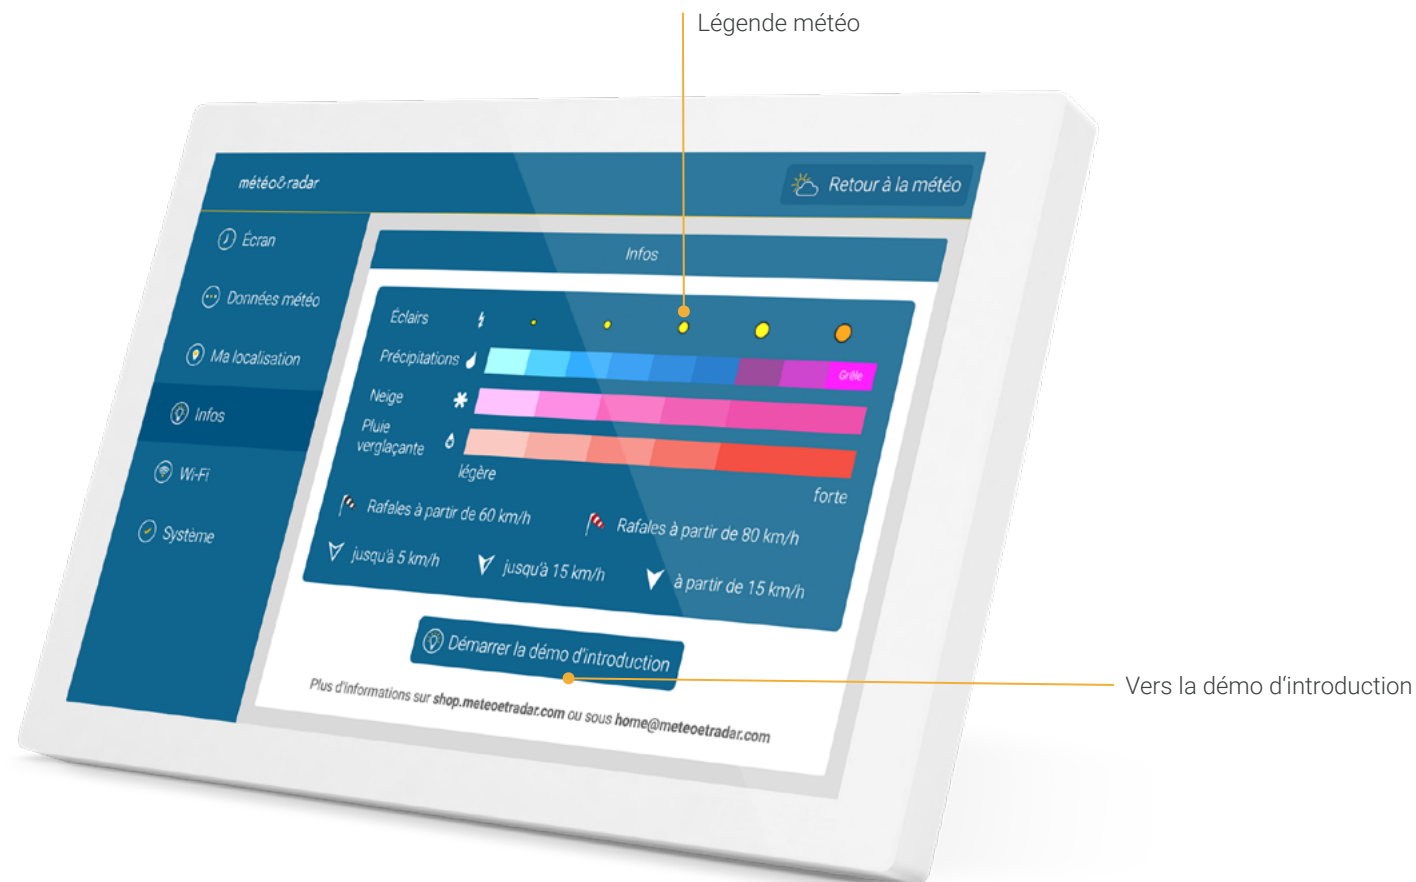 Légende météo
météo&radar
Retour à la météo
Écran
Données météo
Ma localisation
Infos
Wi-Fi
Système
Infos
Éclairs
Précipitations
Grêle
Neige
Pluie
verglaçante
légère
forte
Rafales à partir de 60 km/h
Rafales à partir de 80 km/h
jusqu'à 5 km/h
jusqu'à 15 km/h
à partir de 15 km/h
Démarrer la démo d'introduction
Plus d'informations sur shop.meteoetradar.com ou sous home@meteoetradar.com
Vers la démo d‘introduction